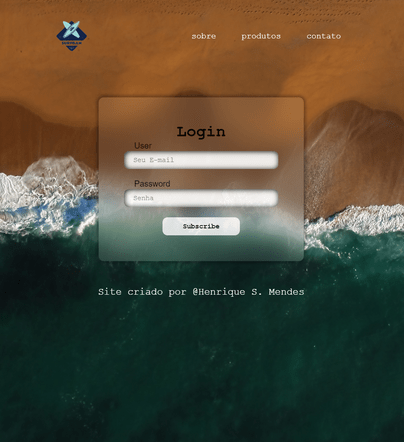 sobre produtos contato
Login
User
Seu E-mail
Password
Senha
Subscribe
Site criado por @Henrique S. Mendes